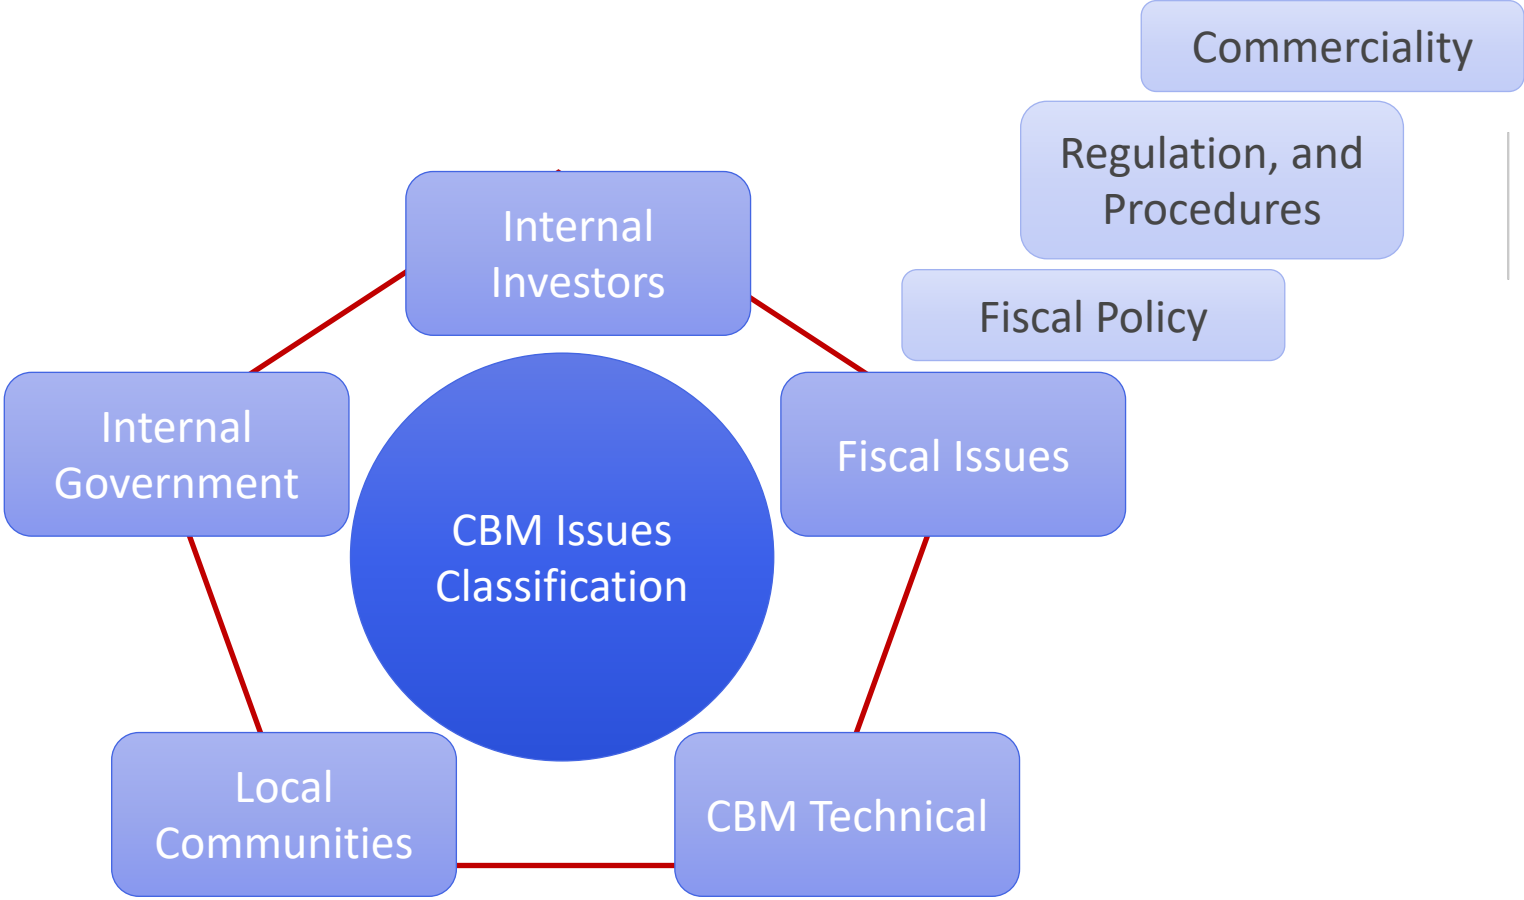 Commerciality
Regulation, and
Procedures
Fiscal Policy
Internal
Investors
Internal
Government
Fiscal Issues
CBM Issues
Classification
Local
Communities
CBM Technical